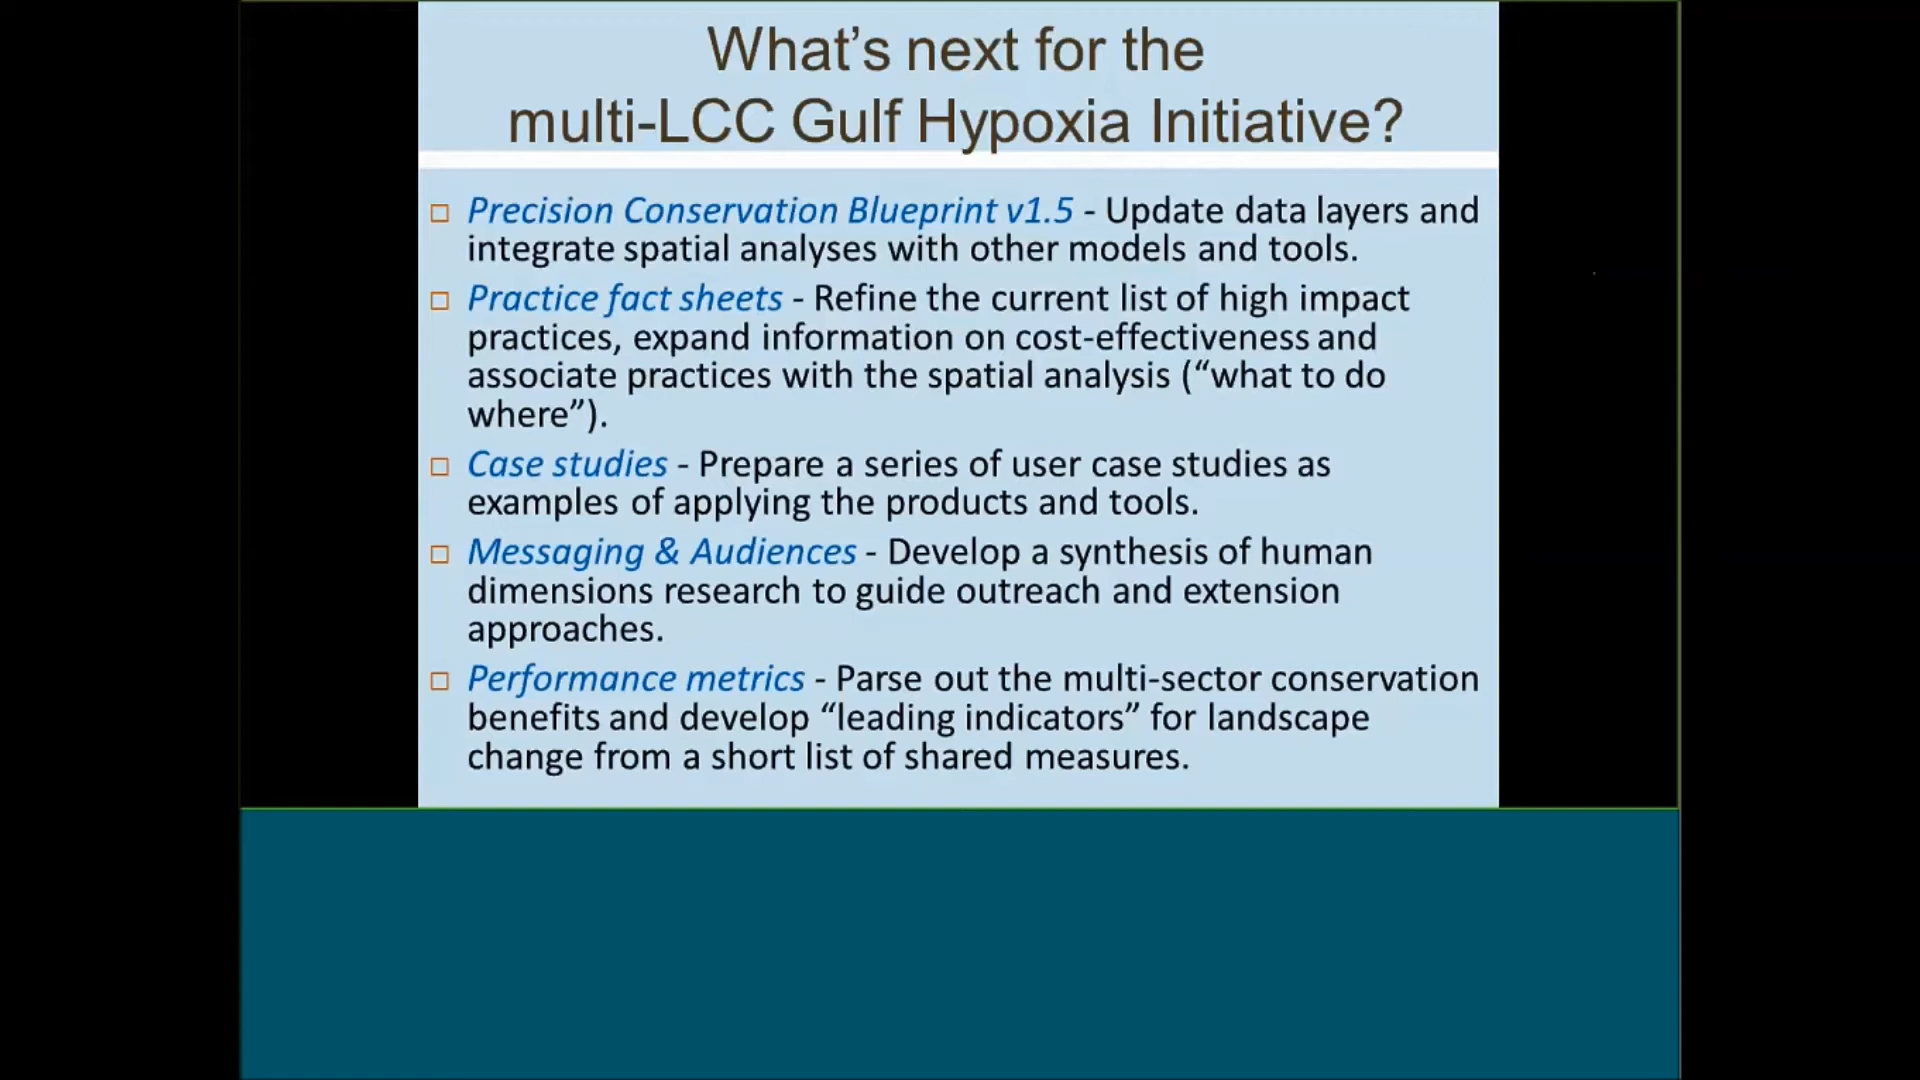 What’s next for the
multi-LCC Gulf Hypoxia Initiative?
Precision Conservation Blueprint v1.5 - Update data layers and
integrate spatial analyses with other models and tools.
Practice fact sheets - Refine the current list of high impact
practices, expand information on cost-effectiveness and
associate practices with the spatial analysis (“what to do
where”).
Case studies - Prepare a series of user case studies as
examples of applying the products and tools.
Messaging & Audiences - Develop a synthesis of human
dimensions research to guide outreach and extension
approaches.
Performance metrics - Parse out the multi-sector conservation
benefits and develop “leading indicators” for landscape
change from a short list of shared measures.